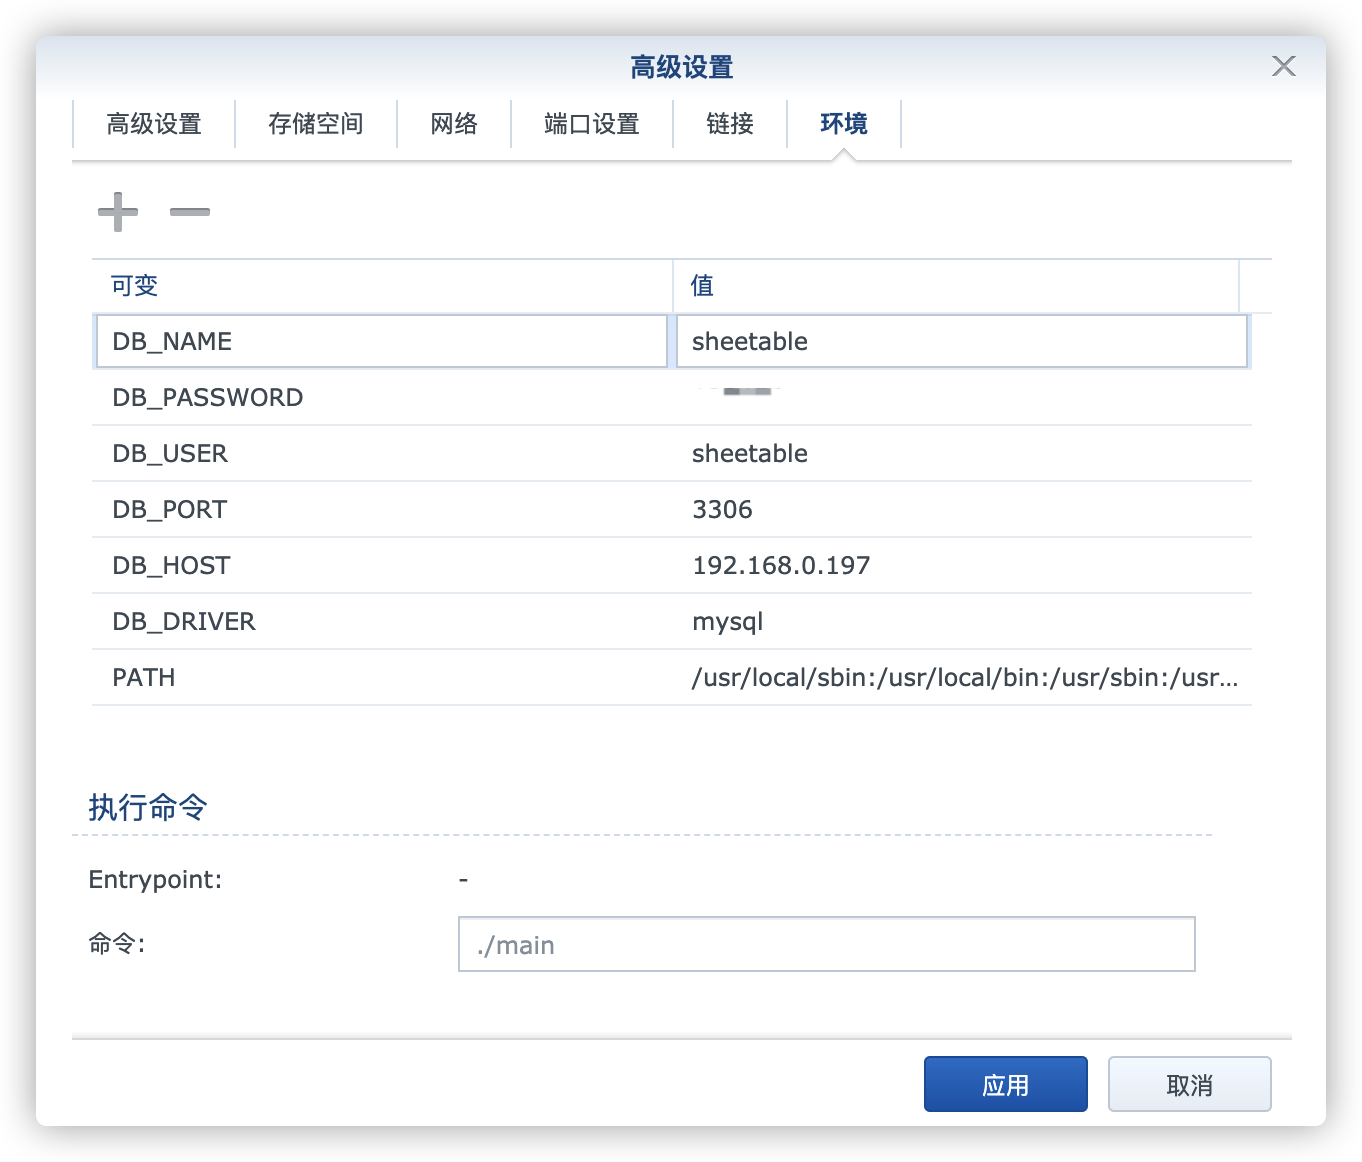 高级设置
高级设置 存储空间 网络 端口设置 链接 环境
可变 值
DB_NAME sheetable
DB_PASSWORD
DB_USER sheetable
DB_PORT 3306
DB_HOST 192.168.0.197
DB_DRIVER mysql
PATH /usr/local/sbin:/usr/local/bin:/usr/sbin:/usr...
执行命令
Entrypoint: -
命令: ./main
应用 取消